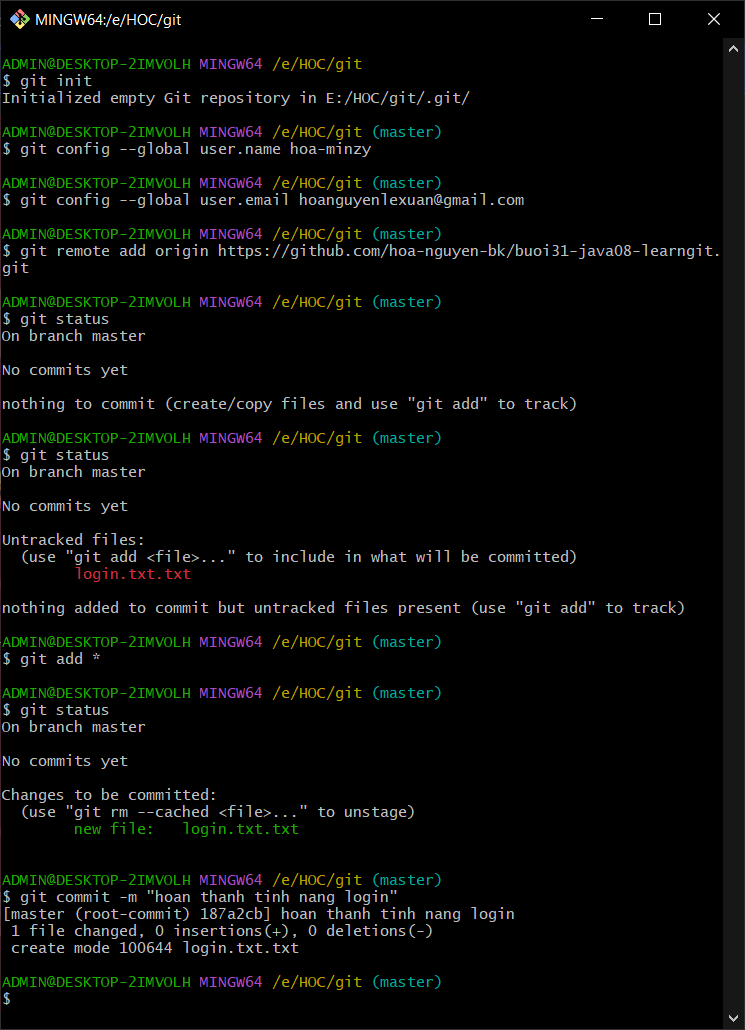 MINGW64:/e/HOC/git
ADMIN@DESKTOP-2IMVOLH MINGW64 /e/HOC/git
$ git init
Initialized empty Git repository in E:/HOC/git/.git/
ADMIN@DESKTOP-2IMVOLH MINGW64 /e/HOC/git (master)
$ git config --global user.name hoa-minzy
ADMIN@DESKTOP-2IMVOLH MINGW64 /e/HOC/git (master)
$ git config --global user.email hoanguyenlexuan@gmail.com
ADMIN@DESKTOP-2IMVOLH MINGW64 /e/HOC/git (master)
$ git remote add origin https://github.com/hoa-nguyen-bk/buoi31-java08-learngit.
git
ADMIN@DESKTOP-2IMVOLH MINGW64 /e/HOC/git (master)
$ git status
On branch master
No commits yet
nothing to commit (create/copy files and use "git add" to track)
ADMIN@DESKTOP-2IMVOLH MINGW64 /e/HOC/git (master)
$ git status
On branch master
No commits yet
Untracked files:
  (use "git add <file>..." to include in what will be committed)
        login.txt.txt
nothing added to commit but untracked files present (use "git add" to track)
ADMIN@DESKTOP-2IMVOLH MINGW64 /e/HOC/git (master)
$ git add *
ADMIN@DESKTOP-2IMVOLH MINGW64 /e/HOC/git (master)
$ git status
On branch master
No commits yet
Changes to be committed:
  (use "git rm --cached <file>..." to unstage)
        new file:   login.txt.txt
ADMIN@DESKTOP-2IMVOLH MINGW64 /e/HOC/git (master)
$ git commit -m "hoan thanh tinh nang login"
[master (root-commit) 187a2cb] hoan thanh tinh nang login
 1 file changed, 0 insertions(+), 0 deletions(-)
 create mode 100644 login.txt.txt
ADMIN@DESKTOP-2IMVOLH MINGW64 /e/HOC/git (master)
$